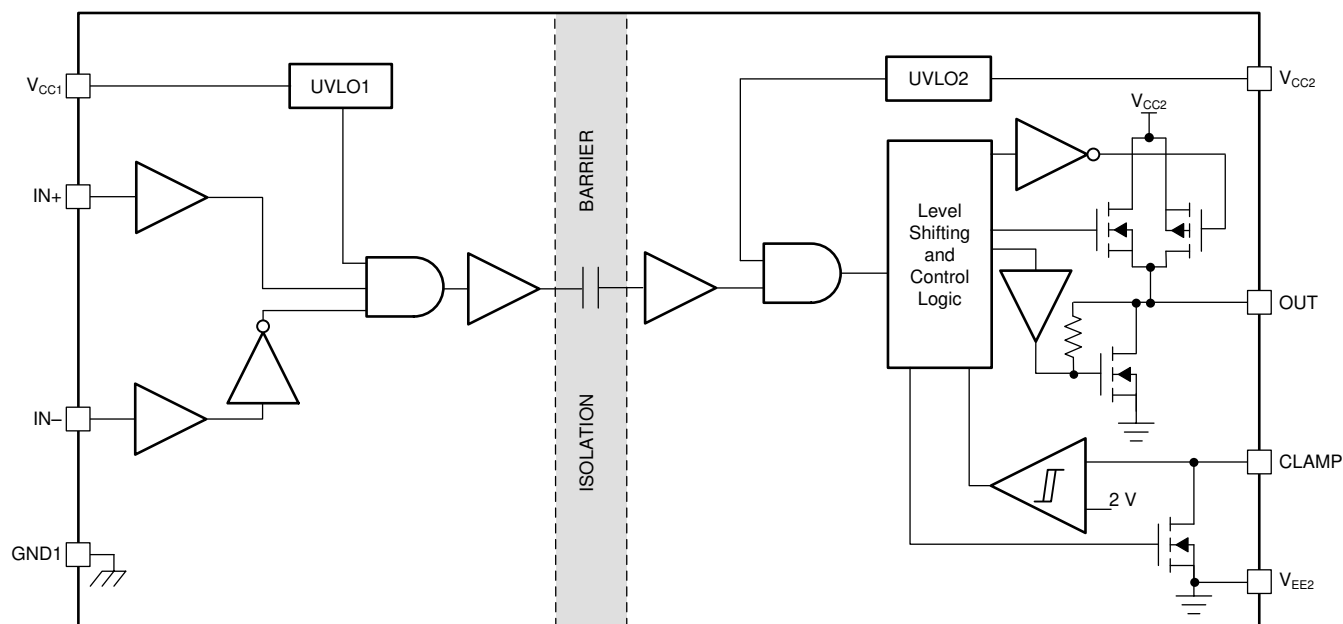 VCC1
UVLO1
UVLO2
VCC2
VCC2
IN+
Level
Shifting
and
Control
Logic
OUT
IN–
ISOLATION BARRIER
CLAMP
2 V
GND1
VEE2